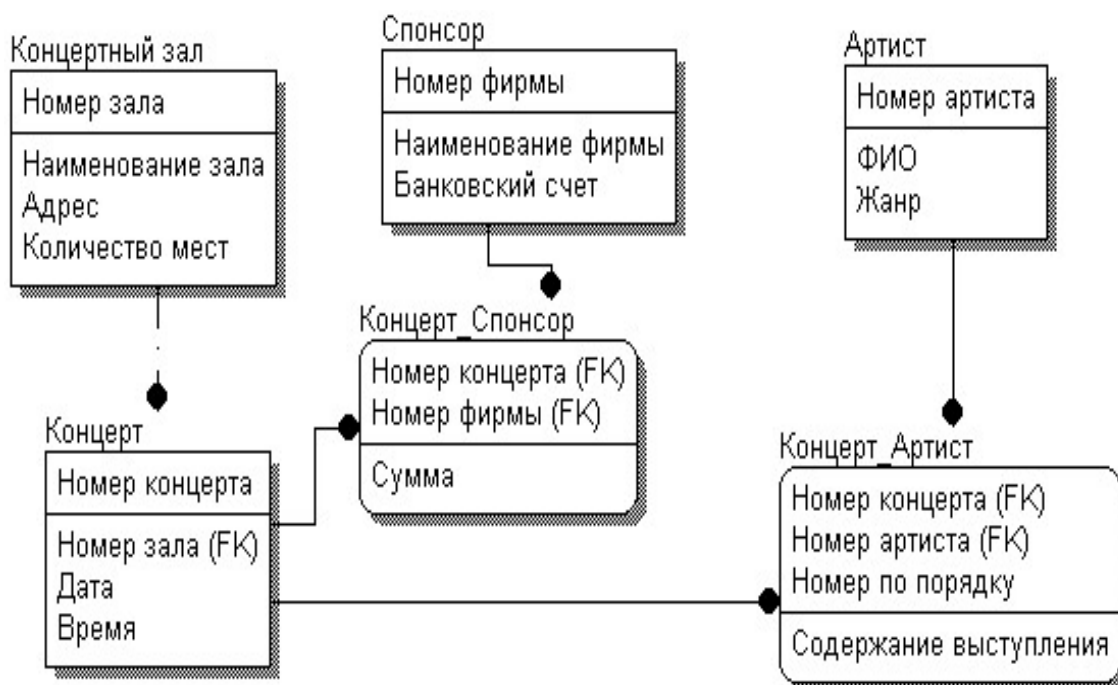 Концертный зал
Номер зала
Наименование зала
Адрес
Количество мест
Спонсор
Номер фирмы
Наименование фирмы
Банковский счет
Артист
Номер артиста
ФИО
Жанр
Концерт_Спонсор
Номер концерта (FK)
Номер фирмы (FK)
Сумма
Концерт
Номер концерта
Номер зала (FK)
Дата
Время
Концерт_Артист
Номер концерта (FK)
Номер артиста (FK)
Номер по порядку
Содержание выступления